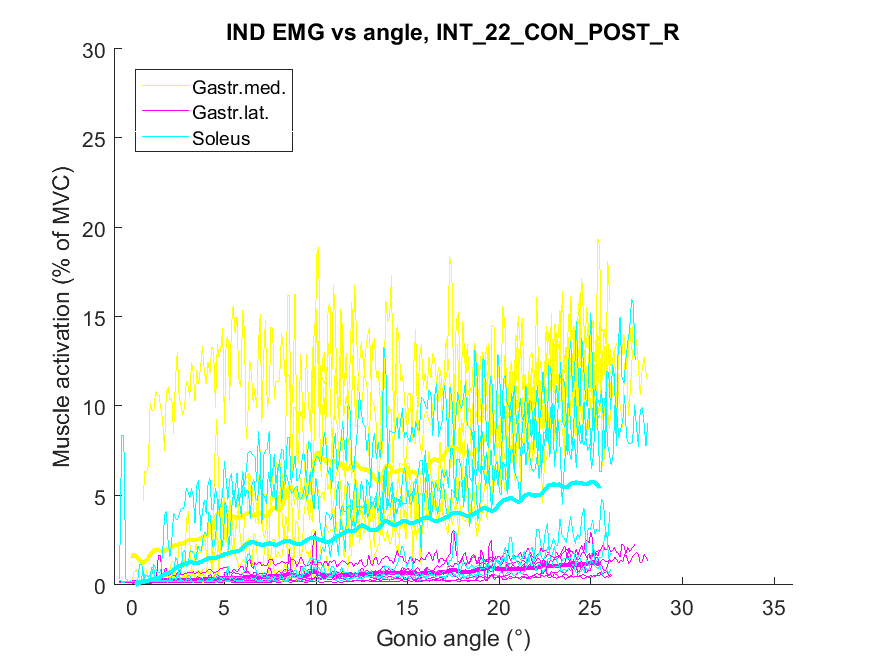 IND EMG vs angle, INT_22_CON_POST_R
30
25
20
15
10
5
0
Muscle activation (% of MVC)
Gastr.med.
Gastr.lat.
Soleus
0 5 10 15 20 25 30 35
Gonio angle (°)